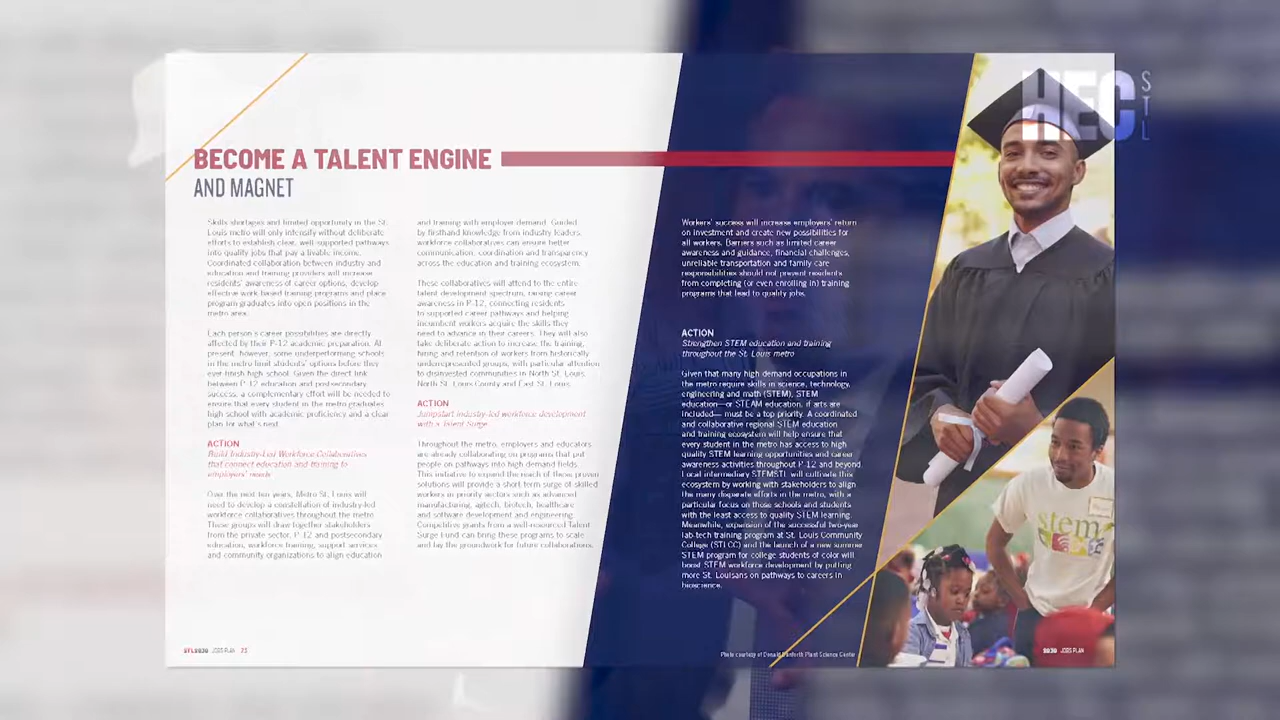 HEC
STL
BECOME A TALENT ENGINE
AND MAGNET
Skills shortages and limited opportunity in the St.
Louis metro will only intensify without deliberate
efforts to establish clear, well-supported pathways
into quality jobs that pay a livable income.
Coordinated collaboration between industry and
education and training providers will increase
residents' awareness of career options, develop
effective work-based training programs and place
program graduates into open positions in the
metro area.
Each person's career possibilities are directly
affected by their P-12 academic preparation. At
present, however, some underperforming schools
in the metro limit students' options before they
ever finish high school. Given the direct link
between P-12 education and postsecondary
success, a complementary effort will be needed to
ensure that every student in the metro graduates
high school with academic proficiency and a clear
plan for what's next.
ACTION
Build Industry-Led Workforce Collaboratives
that connect education and training to
employers' needs
Over the next ten years, Metro St. Louis will
need to develop a constellation of industry-led
workforce collaboratives throughout the metro.
These groups will draw together stakeholders
from the private sector, P-12 and postsecondary
education, workforce training, support services
and community organizations to align education
and training with employer demand. Guided
by firsthand knowledge from industry leaders,
workforce collaboratives can ensure better
communication, coordination and transparency
across the education and training ecosystem.
These collaboratives will attend to the entire
talent development spectrum, raising career
awareness in P-12, connecting residents
to supported career pathways and helping
incumbent workers acquire the skills they
need to advance in their careers. They will also
take deliberate action to increase the training,
hiring and retention of workers from historically
underrepresented groups, with particular attention
to disinvested communities in North St. Louis,
North St. Louis County and East St. Louis.
ACTION
Jumpstart industry-led workforce development
with a Talent Surge
Throughout the metro, employers and educators
are already collaborating on programs that put
people on pathways into high demand fields.
This initiative to expand the reach of these proven
solutions will provide a short term surge of skilled
workers in priority sectors such as advanced
manufacturing, agtech, biotech, healthcare
and software development and engineering.
Competitive grants from a well-resourced Talent
Surge Fund can bring these programs to scale
and lay the groundwork for future collaborations.
Workers' success will increase employers' return
on investment and create new possibilities for
all workers. Barriers such as limited career
awareness and guidance, financial challenges,
unreliable transportation and family care
responsibilities should not prevent residents
from completing (or even enrolling in) training
programs that lead to quality jobs.
ACTION
Strengthen STEM education and training
throughout the St. Louis metro
Given that many high demand occupations in
the metro require skills in science, technology,
engineering and math (STEM), STEM
education—or STEAM education, if arts are
included— must be a top priority. A coordinated
and collaborative regional STEM education
and training ecosystem will help ensure that
every student in the metro has access to high
quality STEM learning opportunities and career
awareness activities throughout P-12 and beyond.
Local intermediary STEMSTL will cultivate this
ecosystem by working with stakeholders to align
the many disparate efforts in the metro, with a
particular focus on those schools and students
with the least access to quality STEM learning.
Meanwhile, expansion of the successful two-year
lab-tech training program at St. Louis Community
College (STLCC) and the launch of a new summer
STEM program for college students of color will
boost STEM workforce development by putting
more St. Louisans on pathways to careers in
bioscience.
stem
STL2030 JOBS PLAN 23
Photo courtesy of Donald Danforth Plant Science Center
2030 JOBS PLAN